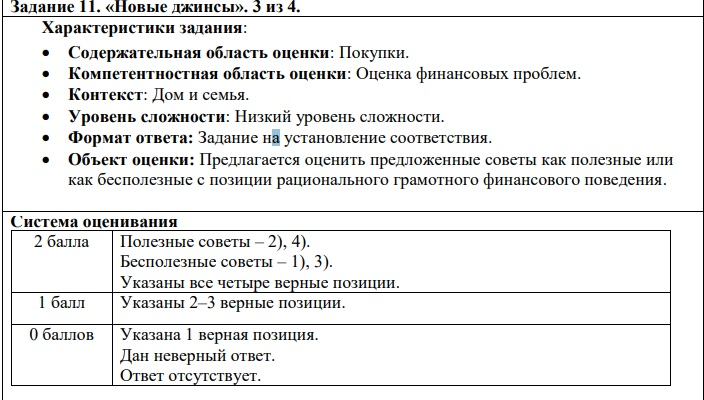 Задание 11. «Новые джинсы». 3 из 4.
Характеристики задания:
• Содержательная область оценки: Покупки.
• Компетентностная область оценки: Оценка финансовых проблем.
• Контекст: Дом и семья.
• Уровень сложности: Низкий уровень сложности.
• Формат ответа: Задание на установление соответствия.
• Объект оценки: Предлагается оценить предложенные советы как полезные или
как бесполезные с позиции рационального грамотного финансового поведения.
Система оценивания
2 балла Полезные советы – 2), 4).
Бесполезные советы – 1), 3).
Указаны все четыре верные позиции.
1 балл Указаны 2–3 верные позиции.
0 баллов Указана 1 верная позиция.
Дан неверный ответ.
Ответ отсутствует.